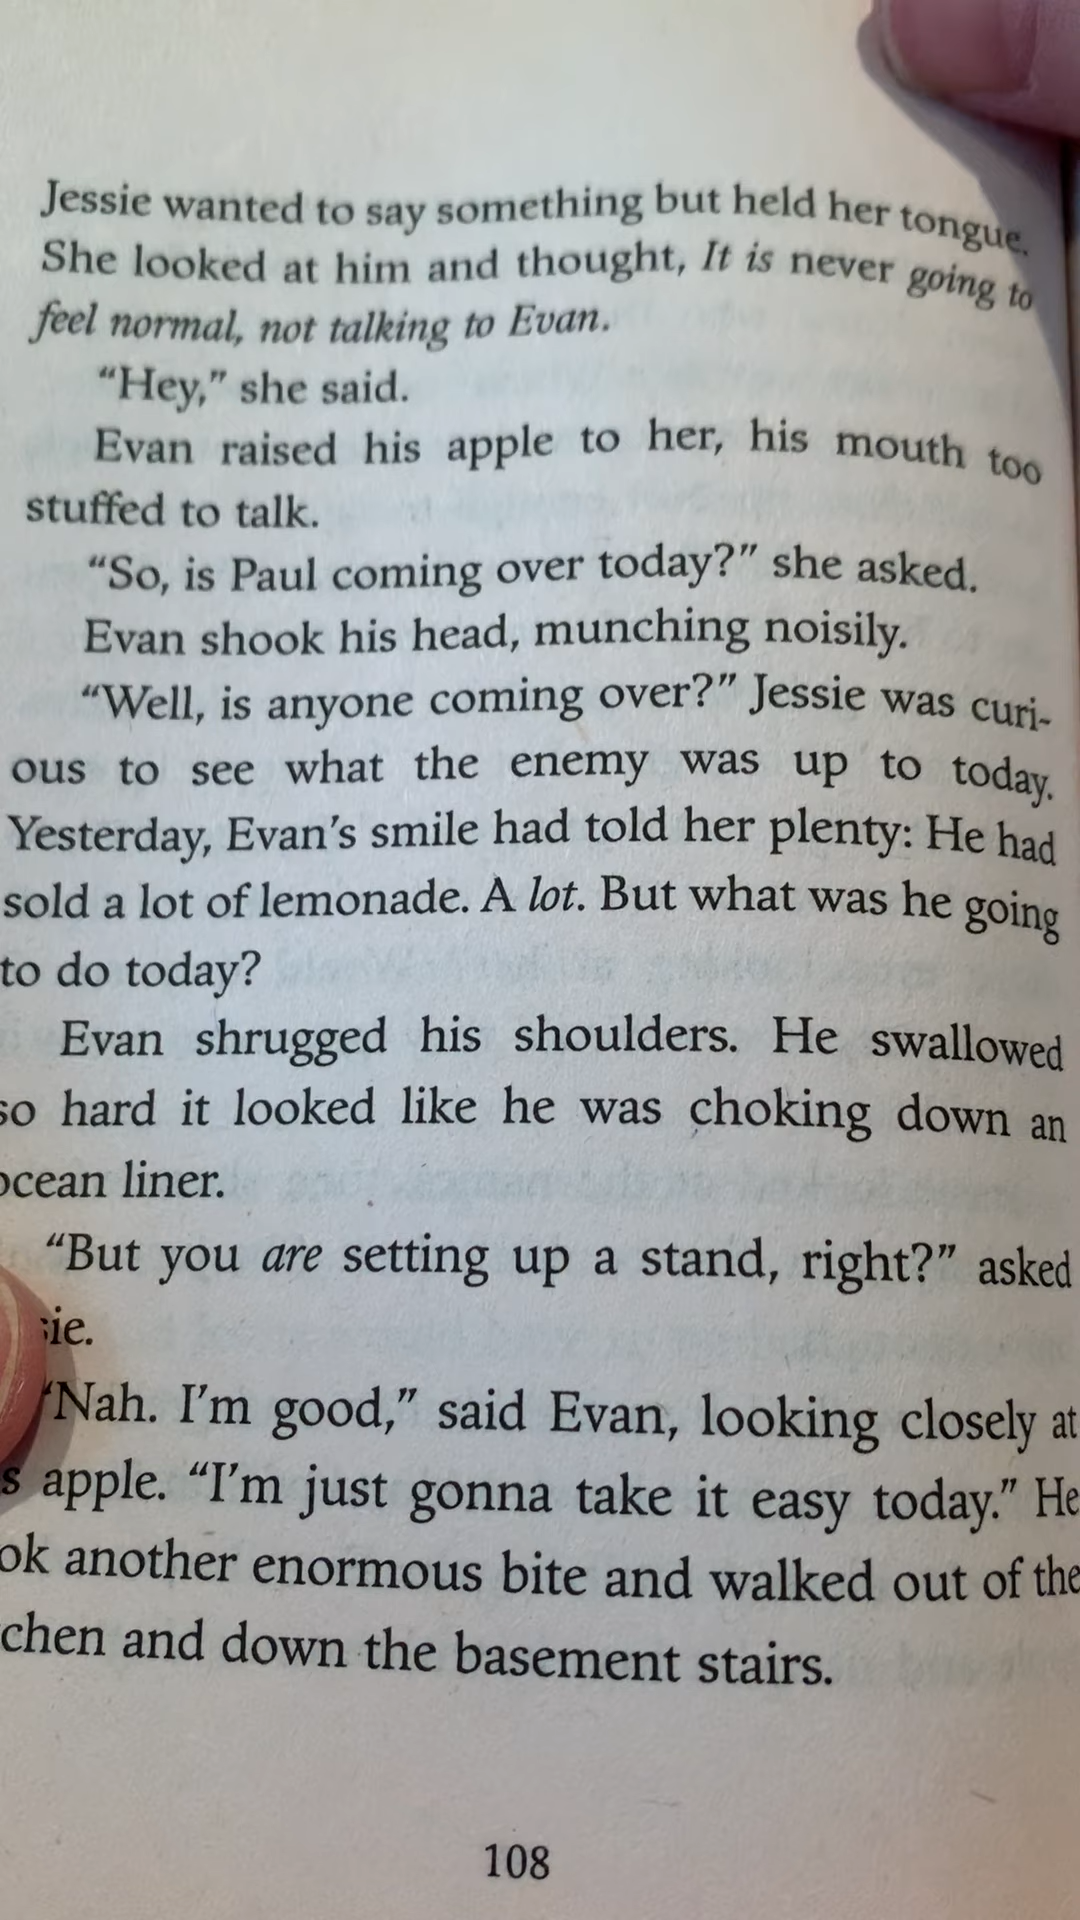 Jessie wanted to say something but held her tongue.
She looked at him and thought, It is never going to
feel normal, not talking to Evan.
“Hey,” she said.
Evan raised his apple to her, his mouth too
stuffed to talk.
“So, is Paul coming over today?” she asked.
Evan shook his head, munching noisily.
“Well, is anyone coming over?” Jessie was curi-
ous to see what the enemy was up to today.
Yesterday, Evan’s smile had told her plenty: He had
sold a lot of lemonade. A lot. But what was he going
to do today?
Evan shrugged his shoulders. He swallowed
so hard it looked like he was choking down an
ocean liner.
“But you are setting up a stand, right?” asked
sie.
“Nah. I’m good,” said Evan, looking closely at
s apple. “I’m just gonna take it easy today.” He
ok another enormous bite and walked out of the
chen and down the basement stairs.
108